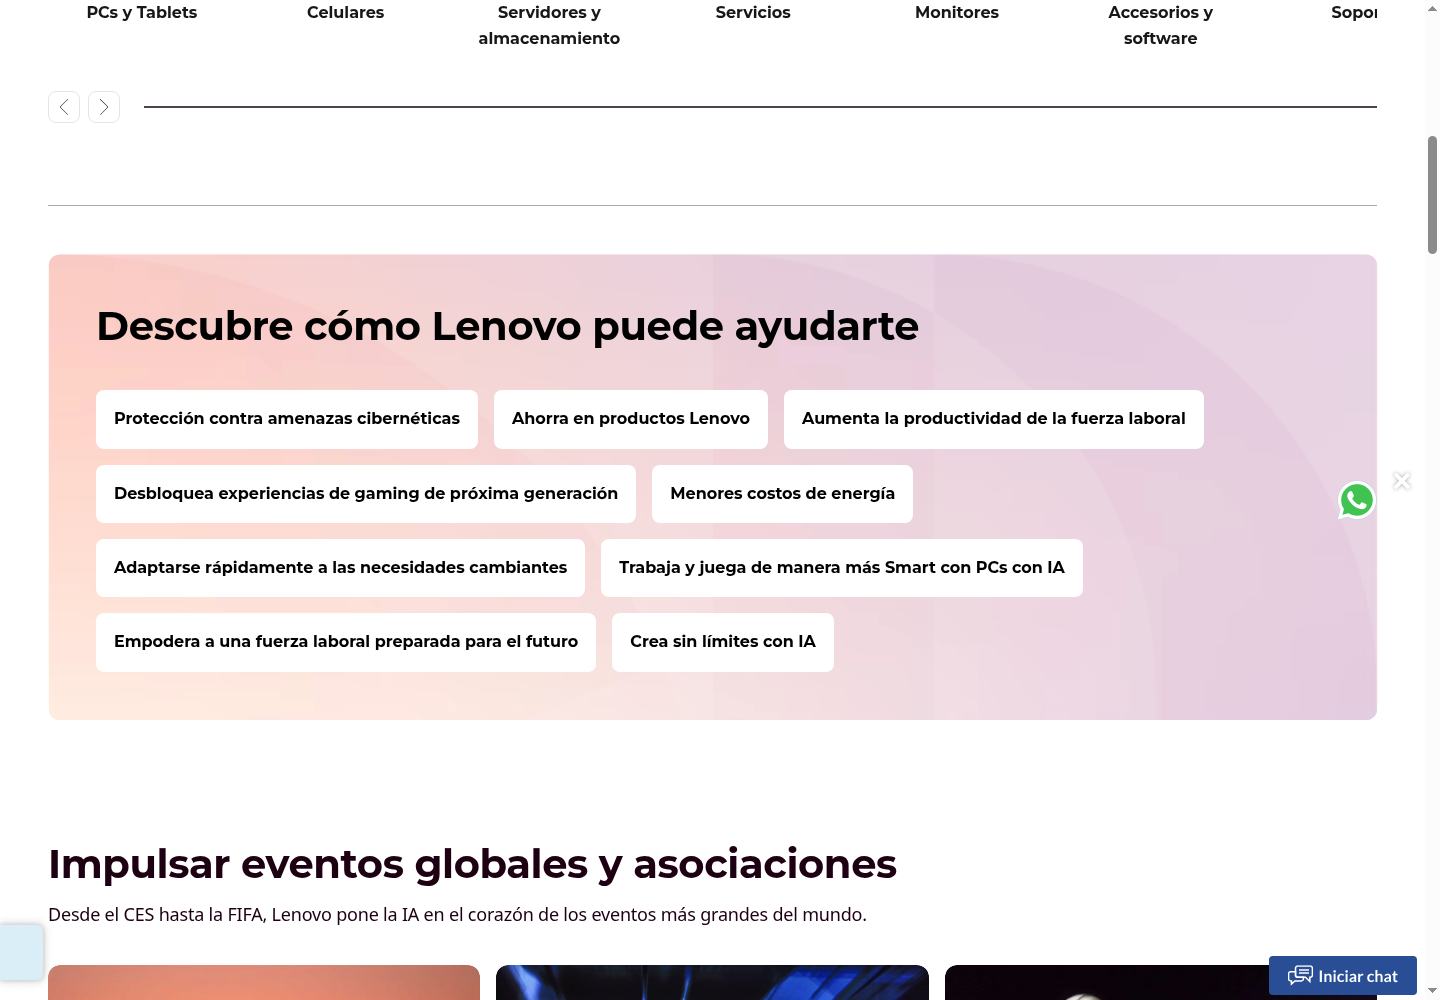 PCs y Tablets
Celulares
Servidores y
almacenamiento
Servicios
Monitores
Accesorios y
software
Descubre cómo Lenovo puede ayudarte
Protección contra amenazas cibernéticas
Ahorra en productos Lenovo
Aumenta la productividad de la fuerza laboral
Desbloquea experiencias de gaming de próxima generación
Menores costos de energía
Adaptarse rápidamente a las necesidades cambiantes
Trabaja y juega de manera más Smart con PCs con IA
Empodera a una fuerza laboral preparada para el futuro
Crea sin límites con IA
Impulsar eventos globales y asociaciones
Desde el CES hasta la FIFA, Lenovo pone la IA en el corazón de los eventos más grandes del mundo.
Iniciar chat